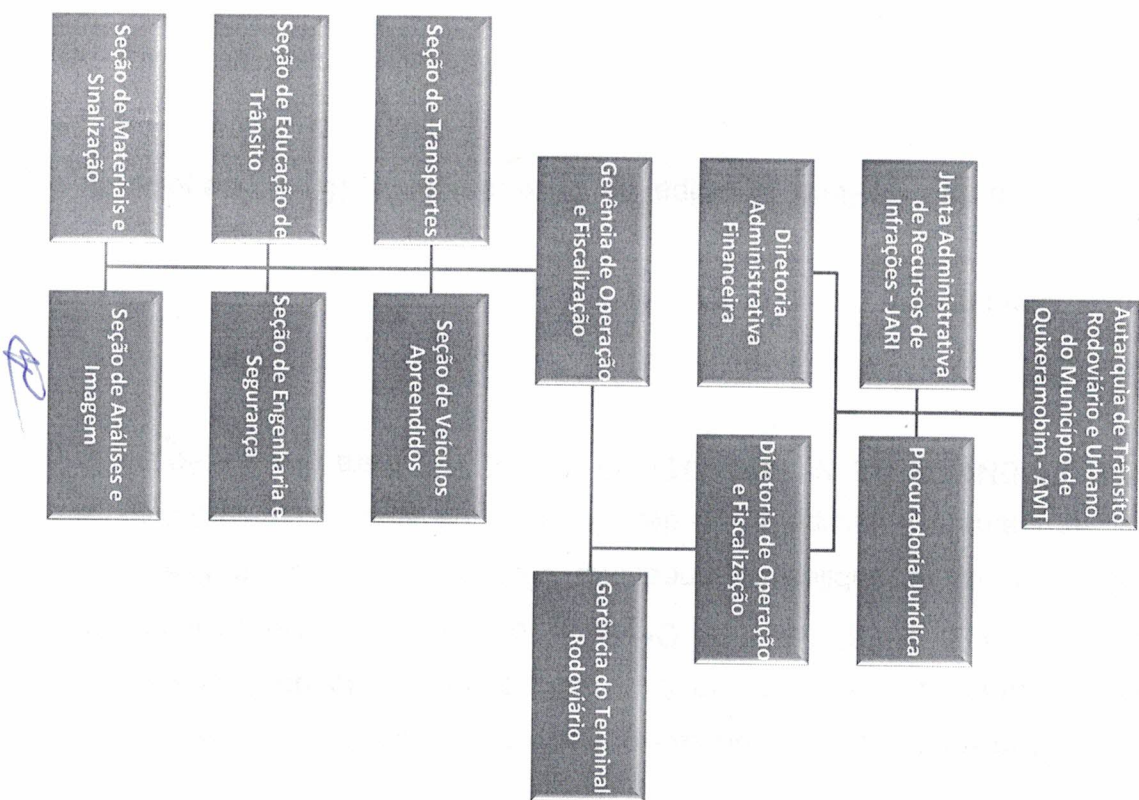 Autarquia de Trânsito
Rodoviário e Urbano
do Município de
Quixeramobim - AMT
Junta Administrativa
de Recursos de
Infrações - JARI
Procuradoria Jurídica
Diretoria
Administrativa
Financeira
Diretoria de Operação
e Fiscalização
Gerência de Operação
e Fiscalização
Gerência do Terminal
Rodoviário
Seção de Transportes
Seção de Veículos
Apreendidos
Seção de Educação de
Trânsito
Seção de Engenharia e
Segurança
Seção de Materiais e
Sinalização
Seção de Análises e
Imagem